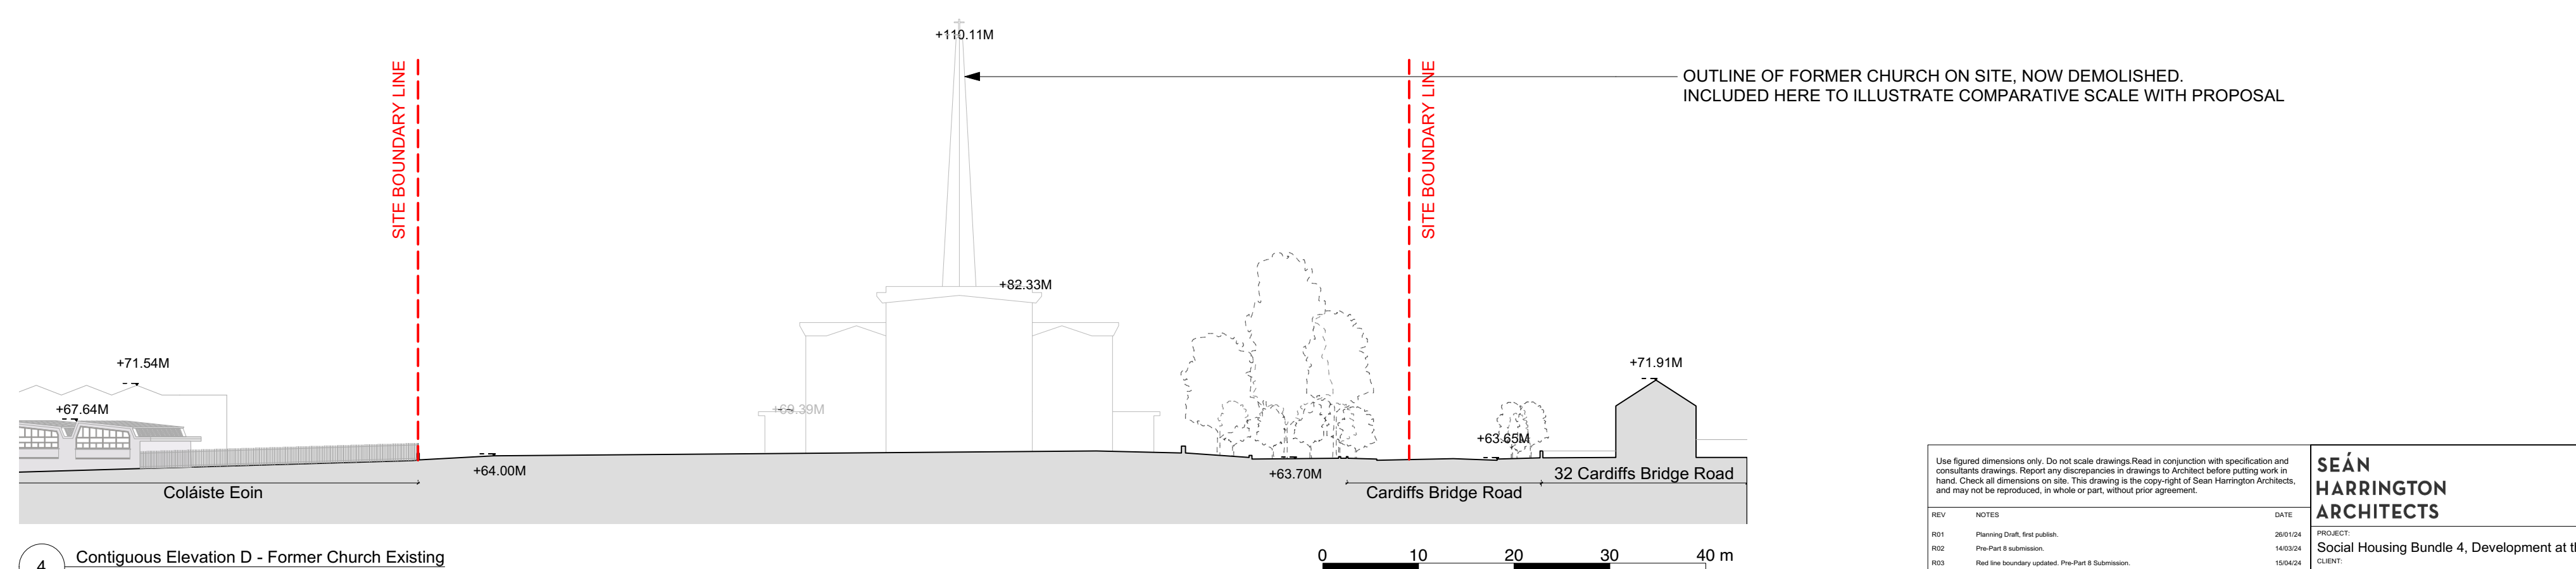 +110.11M
SITE BOUNDARY LINE
SITE BOUNDARY LINE
OUTLINE OF FORMER CHURCH ON SITE, NOW DEMOLISHED.
INCLUDED HERE TO ILLUSTRATE COMPARATIVE SCALE WITH PROPOSAL
+82.33M
+71.54M
+71.91M
+67.64M
+69.39M
+63.65M
+64.00M
+63.70M
32 Cardiffs Bridge Road
Coláiste Eoin
Cardiffs Bridge Road
4
Contiguous Elevation D - Former Church Existing
0 10 20 30 40 m
Use figured dimensions only. Do not scale drawings.Read in conjunction with specification and
consultants drawings. Report any discrepancies in drawings to Architect before putting work in
hand. Check all dimensions on site. This drawing is the copy-right of Sean Harrington Architects,
and may not be reproduced, in whole or part, without prior agreement.
REV NOTES DATE
R01 Planning Draft, first publish. 26/01/24
R02 Pre-Part 8 submission. 14/03/24
R03 Red line boundary updated. Pre-Part 8 Submission. 15/04/24
SEÁN
HARRINGTON
ARCHITECTS
PROJECT:
Social Housing Bundle 4, Development at
CLIENT: